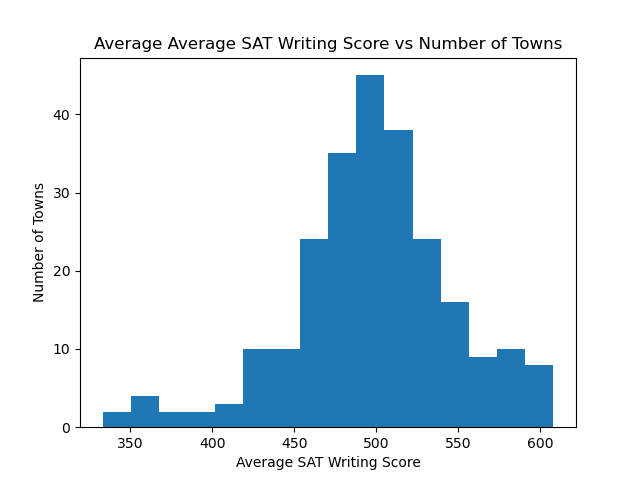 Average Average SAT Writing Score vs Number of Towns
Number of Towns
40
30
20
10
0
350 400 450 500 550 600
Average SAT Writing Score